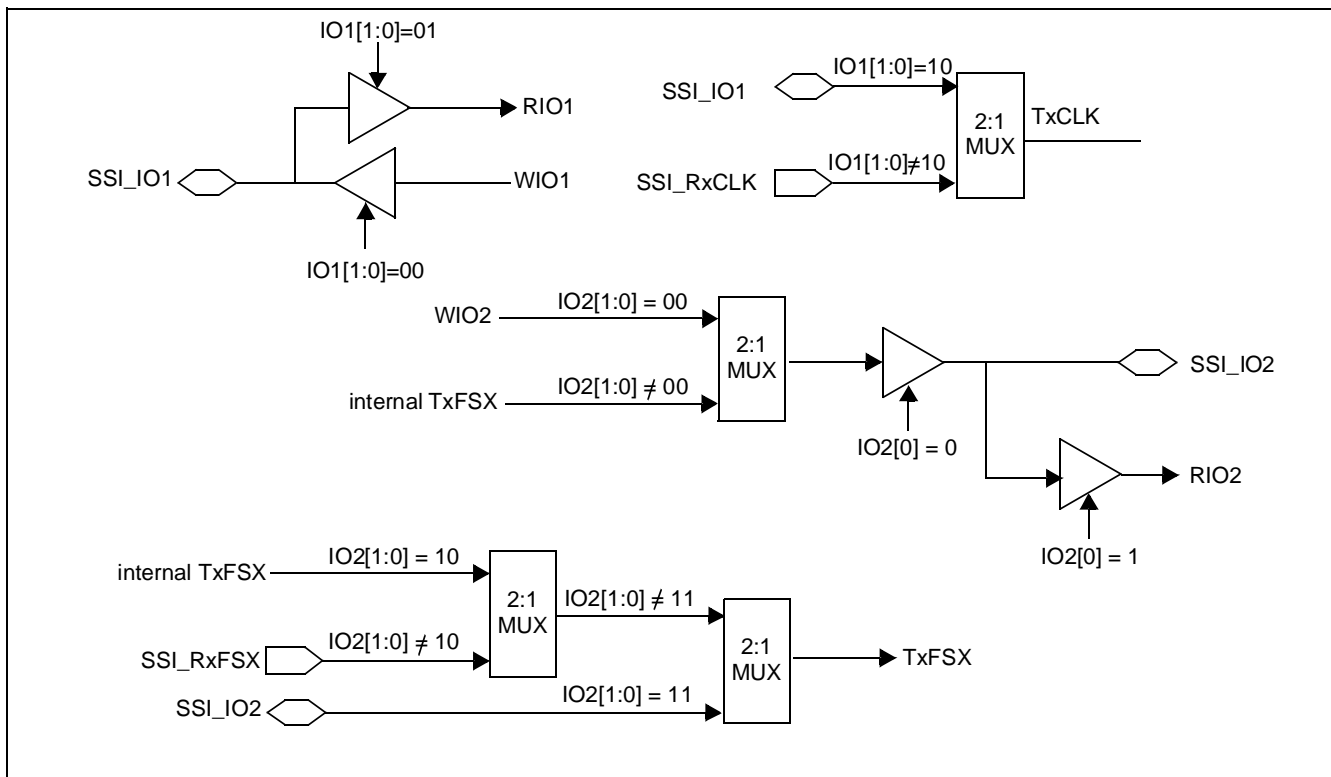 IO1[1:0]=01
RIO1
SSI_IO1
WIO1
IO1[1:0]=00
SSI_IO1
IO1[1:0]=10
2:1
MUX
TxCLK
SSI_RxCLK
IO1[1:0]≠10
WIO2
IO2[1:0] = 00
2:1
MUX
internal TxFSX
IO2[1:0] ≠ 00
SSI_IO2
IO2[0] = 0
RIO2
IO2[0] = 1
internal TxFSX
IO2[1:0] = 10
2:1
MUX
IO2[1:0] ≠ 11
SSI_RxFSX
IO2[1:0] ≠ 10
2:1
MUX
TxFSX
SSI_IO2
IO2[1:0] = 11